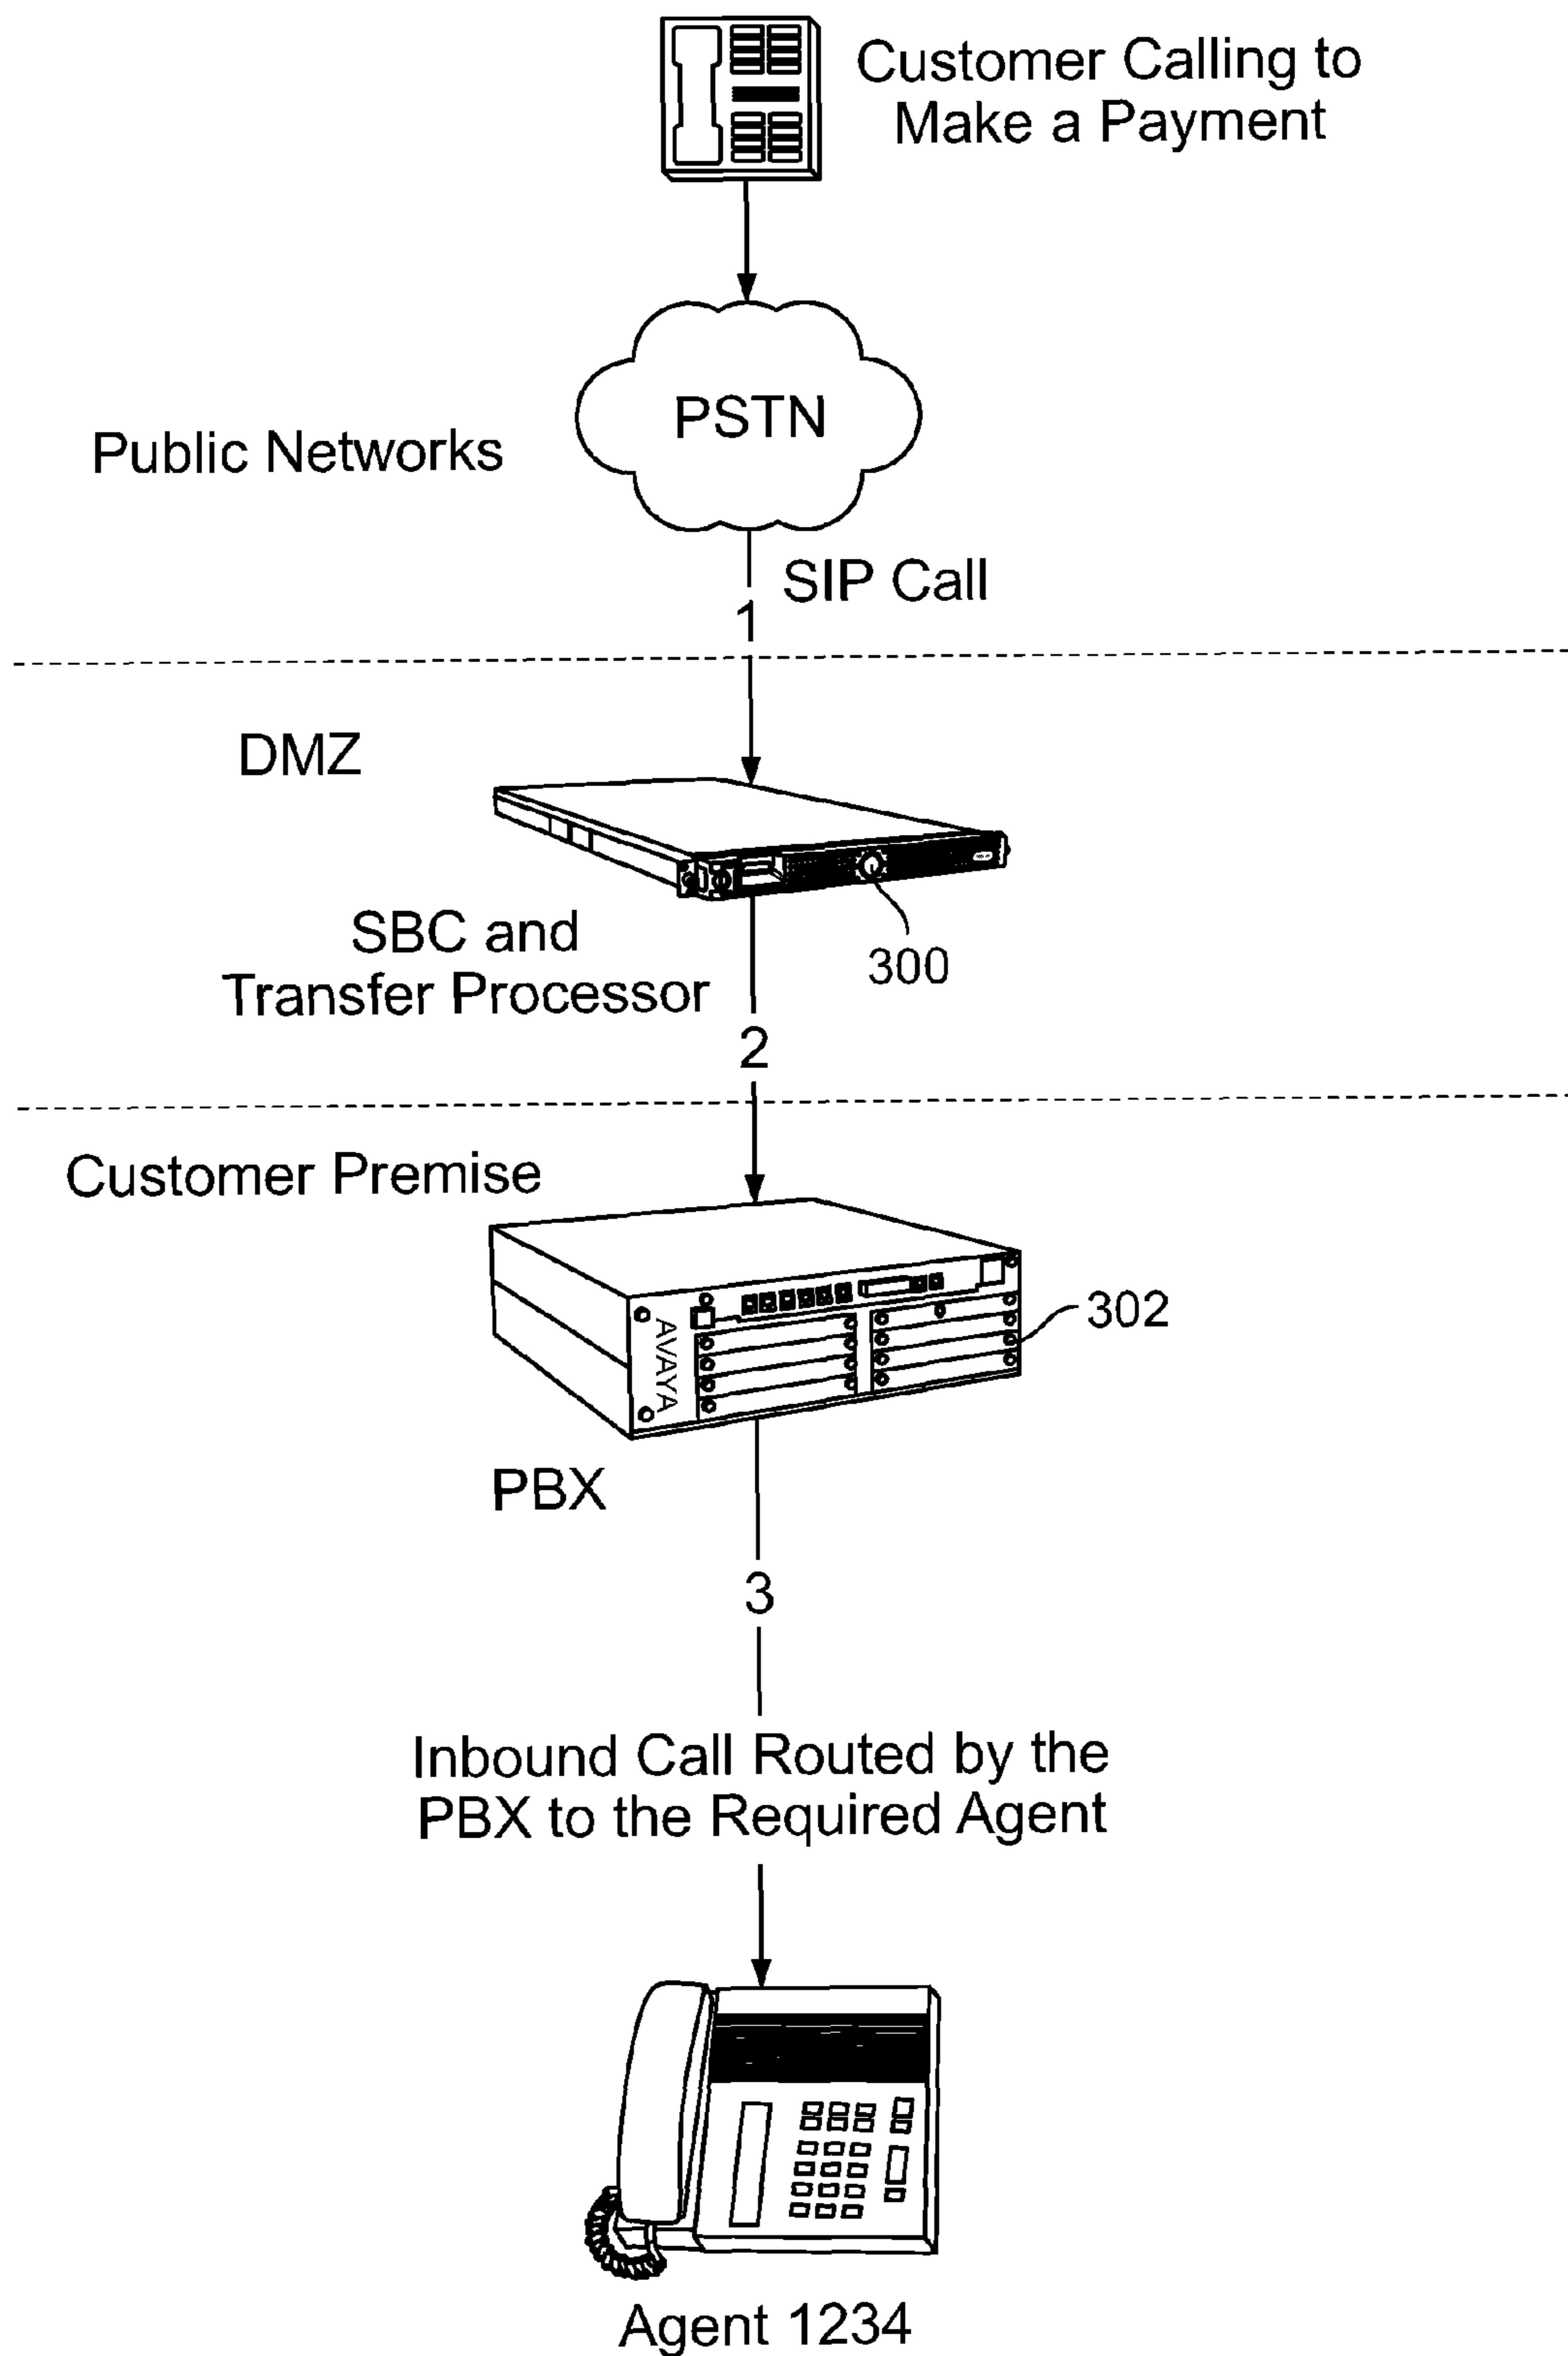 Customer Calling to
Make a Payment
PSTN
Public Networks
SIP Call
1
DMZ
300
SBC and
Transfer Processor
2
Customer Premise
302
AVAYA
PBX
3
Inbound Call Routed by the
PBX to the Required Agent
Agent 1234